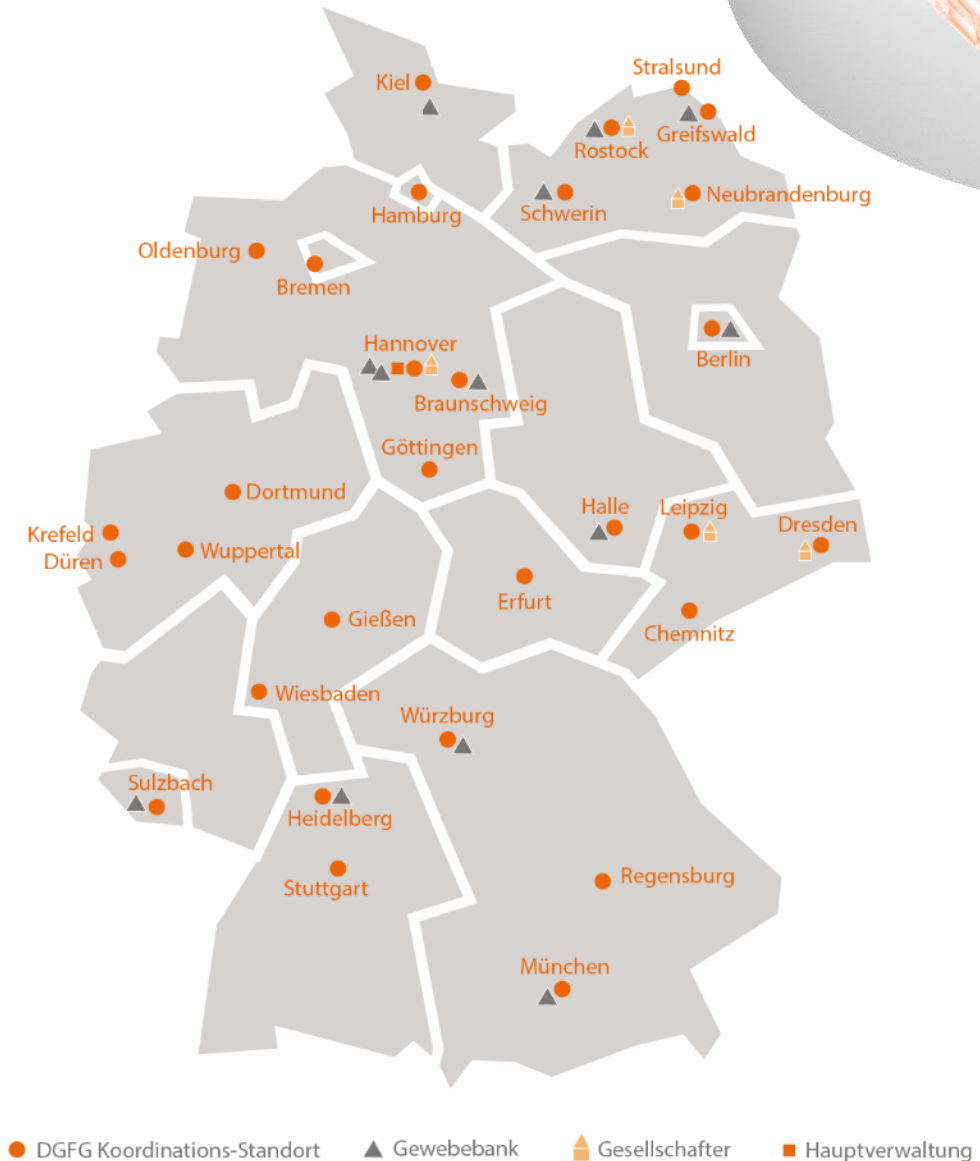 Stralsund
Kiel
Greifswald
Rostock
Neubrandenburg
Schwerin
Hamburg
Oldenburg
Bremen
Hannover
Berlin
Braunschweig
Göttingen
Dortmund
Halle
Leipzig
Dresden
Krefeld
Wuppertal
Düren
Erfurt
Gießen
Chemnitz
Wiesbaden
Würzburg
Sulzbach
Heidelberg
Regensburg
Stuttgart
München
DGFG Koordinations-Standort Gewebebank Gesellschafter Hauptverwaltung